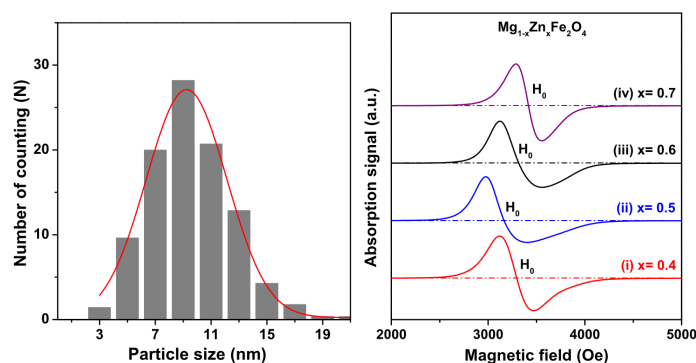 Number of counting (N)
40
30
20
10
0
3 7 11 15 19
Particle size (nm)
Mg₁₋ₓZnₓFe₂O₄
Absorption signal (a.u.)
H₀
(iv) x= 0.7
H₀
(iii) x= 0.6
H₀
(ii) x= 0.5
H₀
(i) x= 0.4
2000 3000 4000 5000
Magnetic field (Oe)